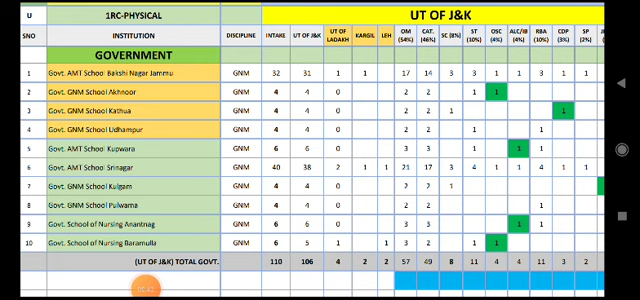 U 1RC-PHYSICAL UT OF J&K
SNO INSTITUTION DISCIPLINE INTAKE UT OF J&K UT OF LADAKH KARGIL LEH OM (54%) CAT. (46%) SC (8%) ST (10%) OSC (4%) ALC/IB (4%) RBA (10%) CDP (3%) SP (2%)
GOVERNMENT
1 Govt. AMT School Bakshi Nagar Jammu GNM 32 31 1 1 17 14 3 3 1 1 3 1 1
2 Govt. GNM School Akhnoor GNM 4 4 0 2 2 1 1
3 Govt. GNM School Kathua GNM 4 4 0 2 2 1 1
4 Govt. GNM School Udhampur GNM 4 4 0 2 2 1 1
5 Govt. AMT School Kupwara GNM 6 6 0 3 3 1 1 1
6 Govt. AMT School Srinagar GNM 40 38 2 1 1 21 17 3 4 1 1 4 1 1
7 Govt. GNM School Kulgam GNM 4 4 0 2 2 1
8 Govt. GNM School Pulwama GNM 4 4 0 2 2 1
9 Govt. School of Nursing Anantnag GNM 6 6 0 3 3 1 1
10 Govt. School of Nursing Baramulla GNM 6 5 1 1 3 2 1 1
(UT OF J&K) TOTAL GOVT. 110 106 4 2 2 57 49 8 11 4 4 11 3 2